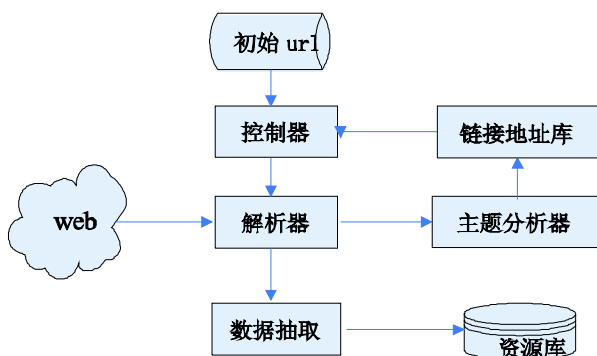 初始 url
控制器
链接地址库
web
解析器
主题分析器
数据抽取
资源库